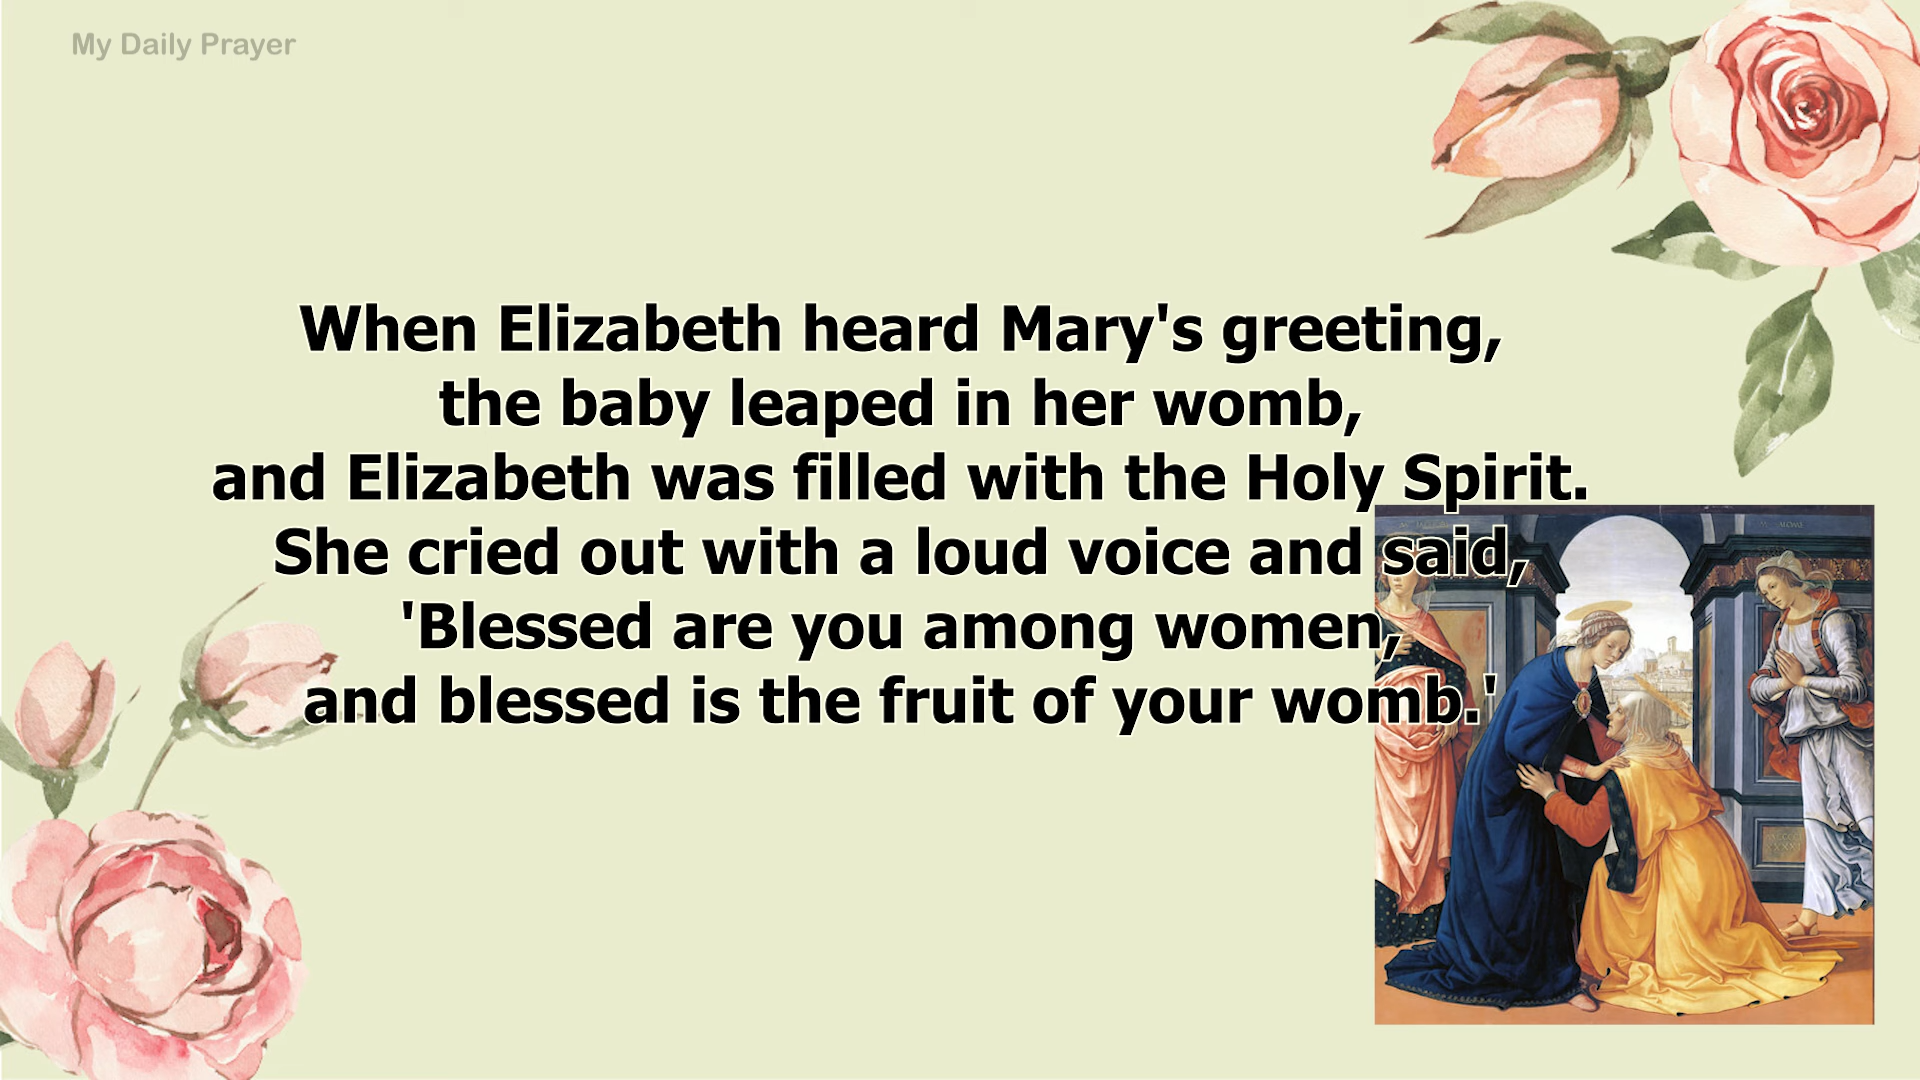 My Daily Prayer
When Elizabeth heard Mary's greeting,
the baby leaped in her womb,
and Elizabeth was filled with the Holy Spirit.
She cried out with a loud voice and said,
'Blessed are you among women,
and blessed is the fruit of your womb.'